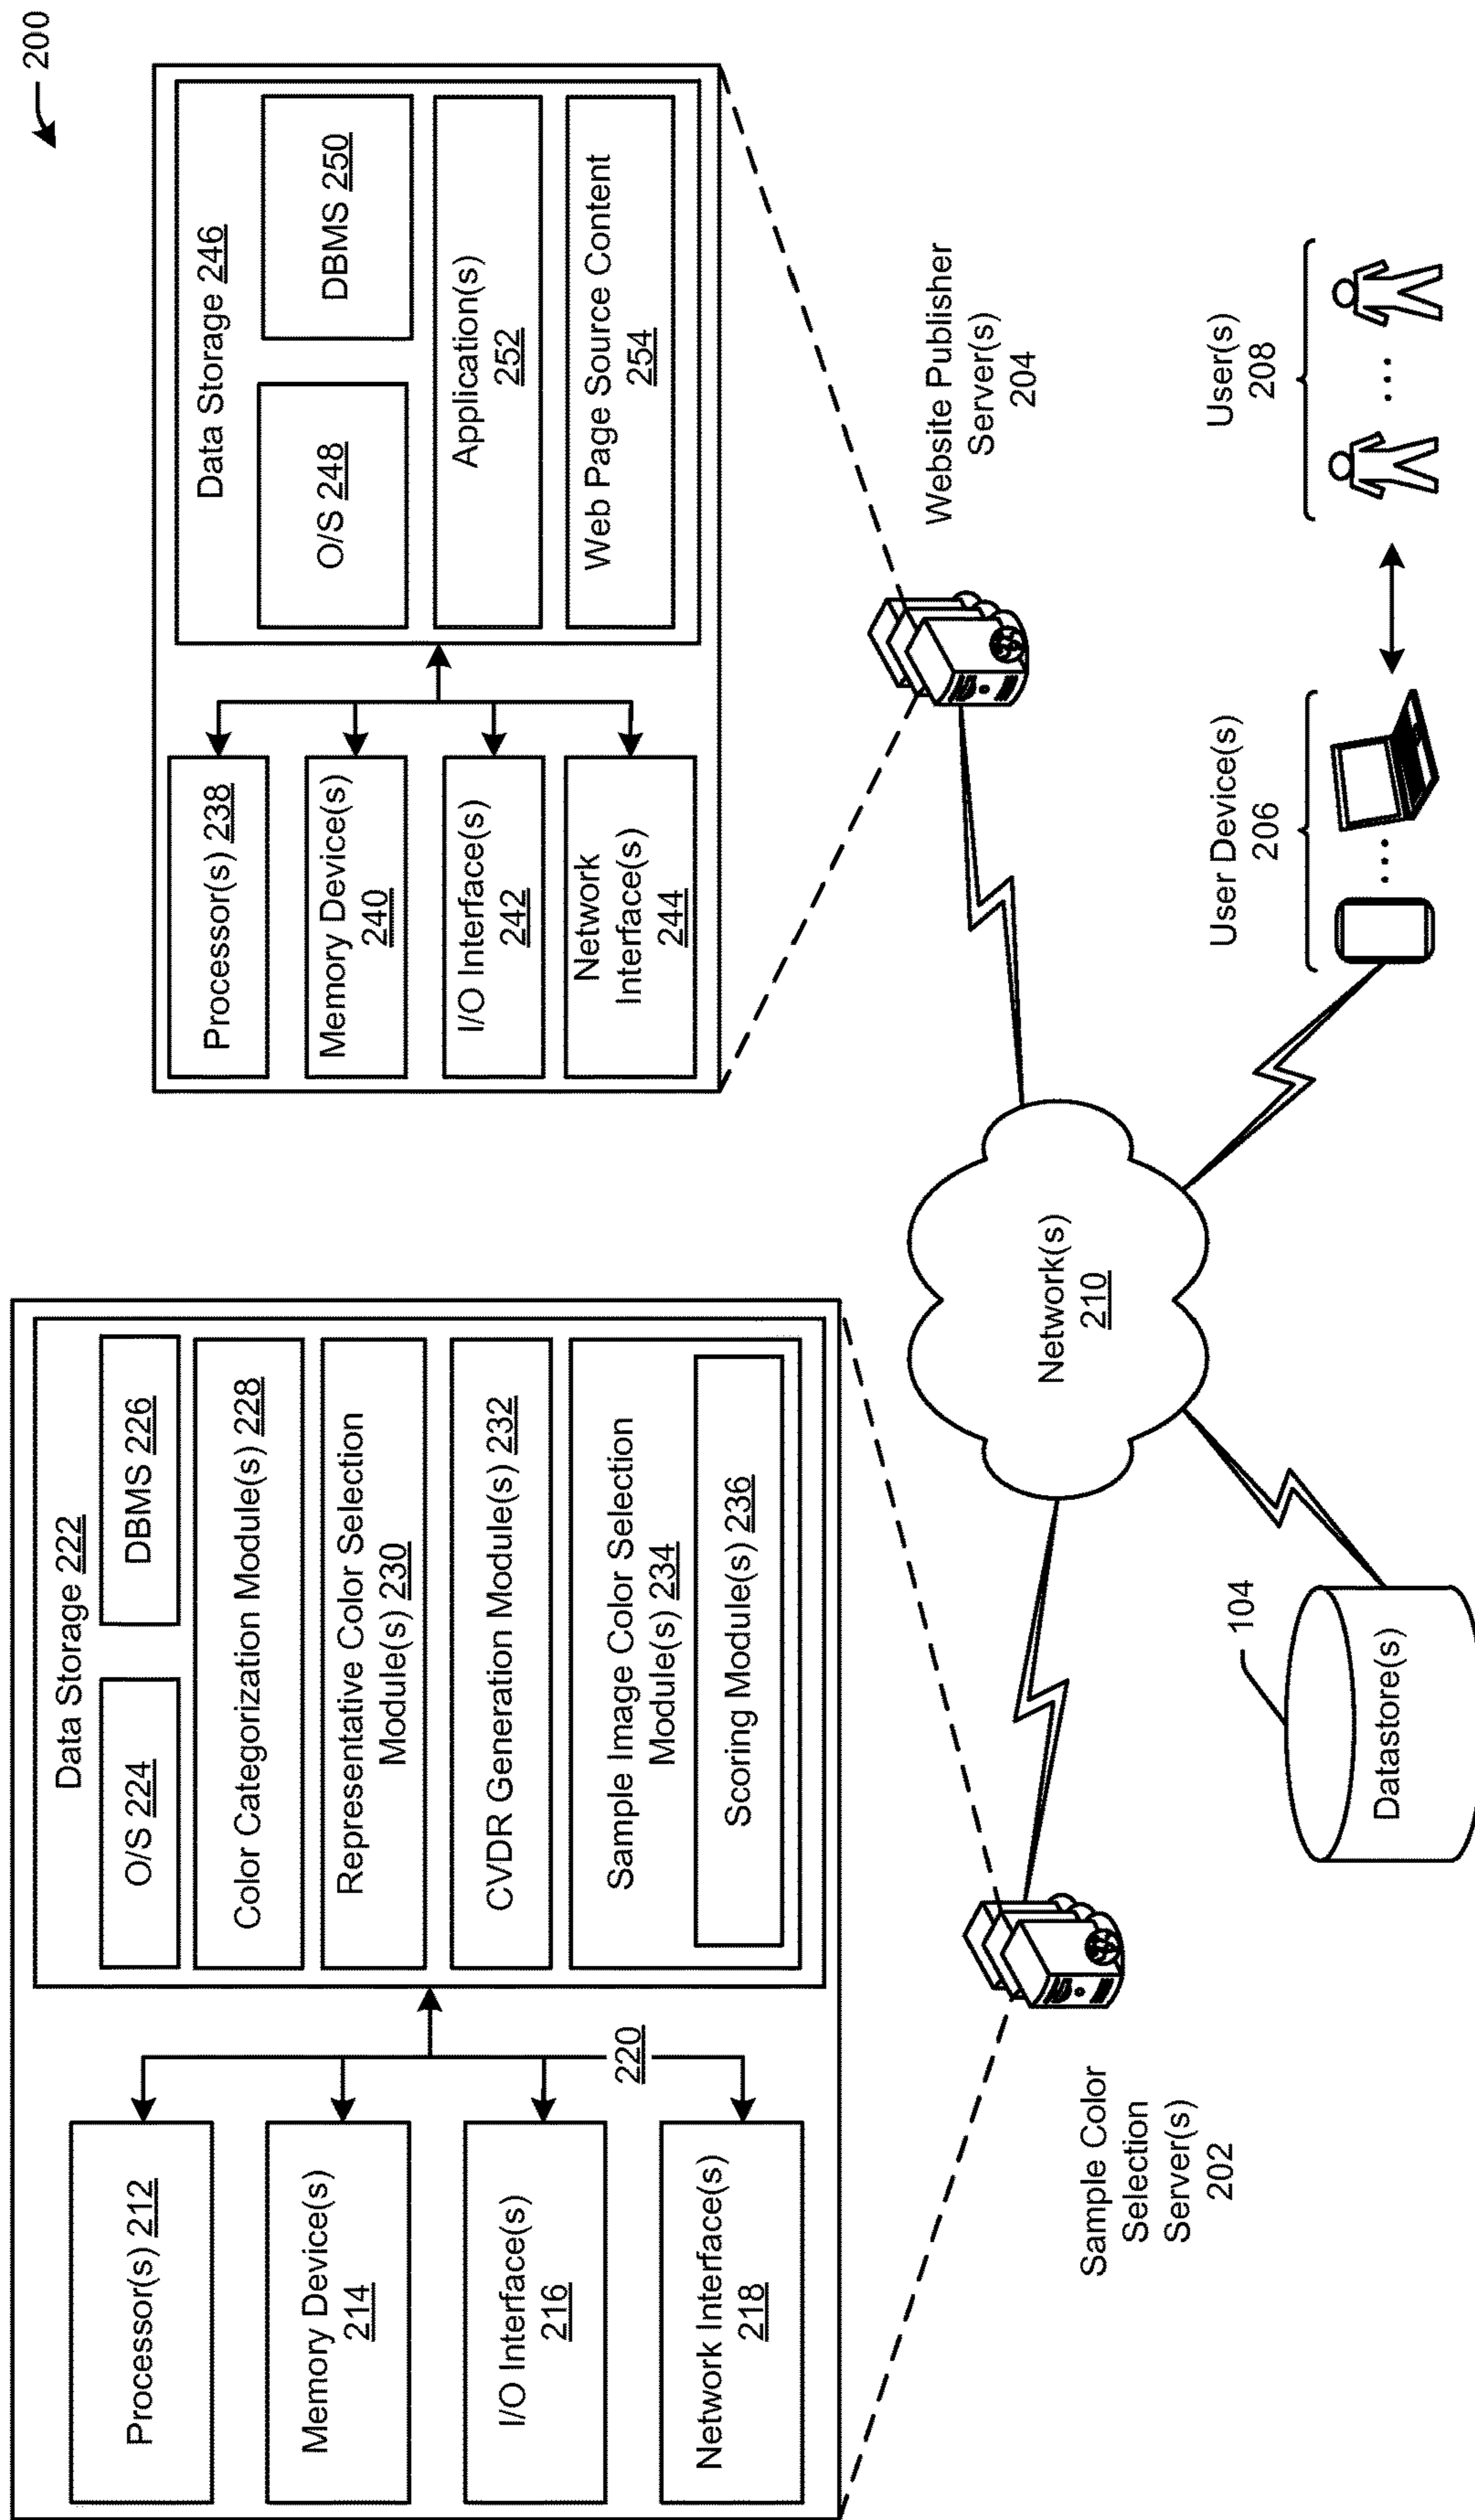 200
Processor(s) 212
Memory Device(s)
214
I/O Interface(s)
216
Network Interface(s)
218
220
Data Storage 222
O/S 224
DBMS 226
Color Categorization Module(s) 228
Representative Color Selection
Module(s) 230
CVDR Generation Module(s) 232
Sample Image Color Selection
Module(s) 234
Scoring Module(s) 236
Processor(s) 238
Memory Device(s)
240
I/O Interface(s)
242
Network
Interface(s)
244
Data Storage 246
O/S 248
DBMS 250
Application(s)
252
Web Page Source Content
254
Sample Color
Selection
Server(s)
202
Network(s)
210
Website Publisher
Server(s)
204
104
Datastore(s)
User Device(s)
206
...
User(s)
208
...